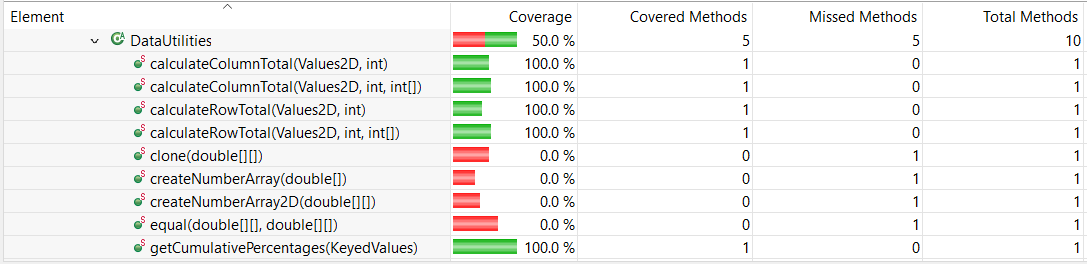 Element Coverage Covered Methods Missed Methods Total Methods
DataUtilities 50.0 % 5 5 10
calculateColumnTotal(Values2D, int) 100.0 % 1 0 1
calculateColumnTotal(Values2D, int, int[]) 100.0 % 1 0 1
calculateRowTotal(Values2D, int) 100.0 % 1 0 1
calculateRowTotal(Values2D, int, int[]) 100.0 % 1 0 1
clone(double[][]) 0.0 % 0 1 1
createNumberArray(double[]) 0.0 % 0 1 1
createNumberArray2D(double[][]) 0.0 % 0 1 1
equal(double[][], double[][]) 0.0 % 0 1 1
getCumulativePercentages(KeyedValues) 100.0 % 1 0 1